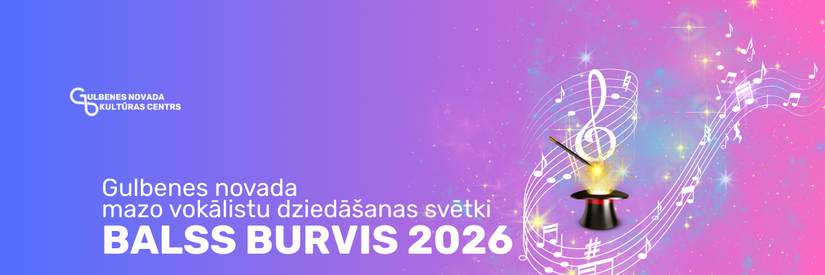 GULBENES NOVADA
KULTŪRAS CENTRS
Gulbenes novada
mazo vokālistu dziedāšanas svētki
BALSS BURVIS 2026